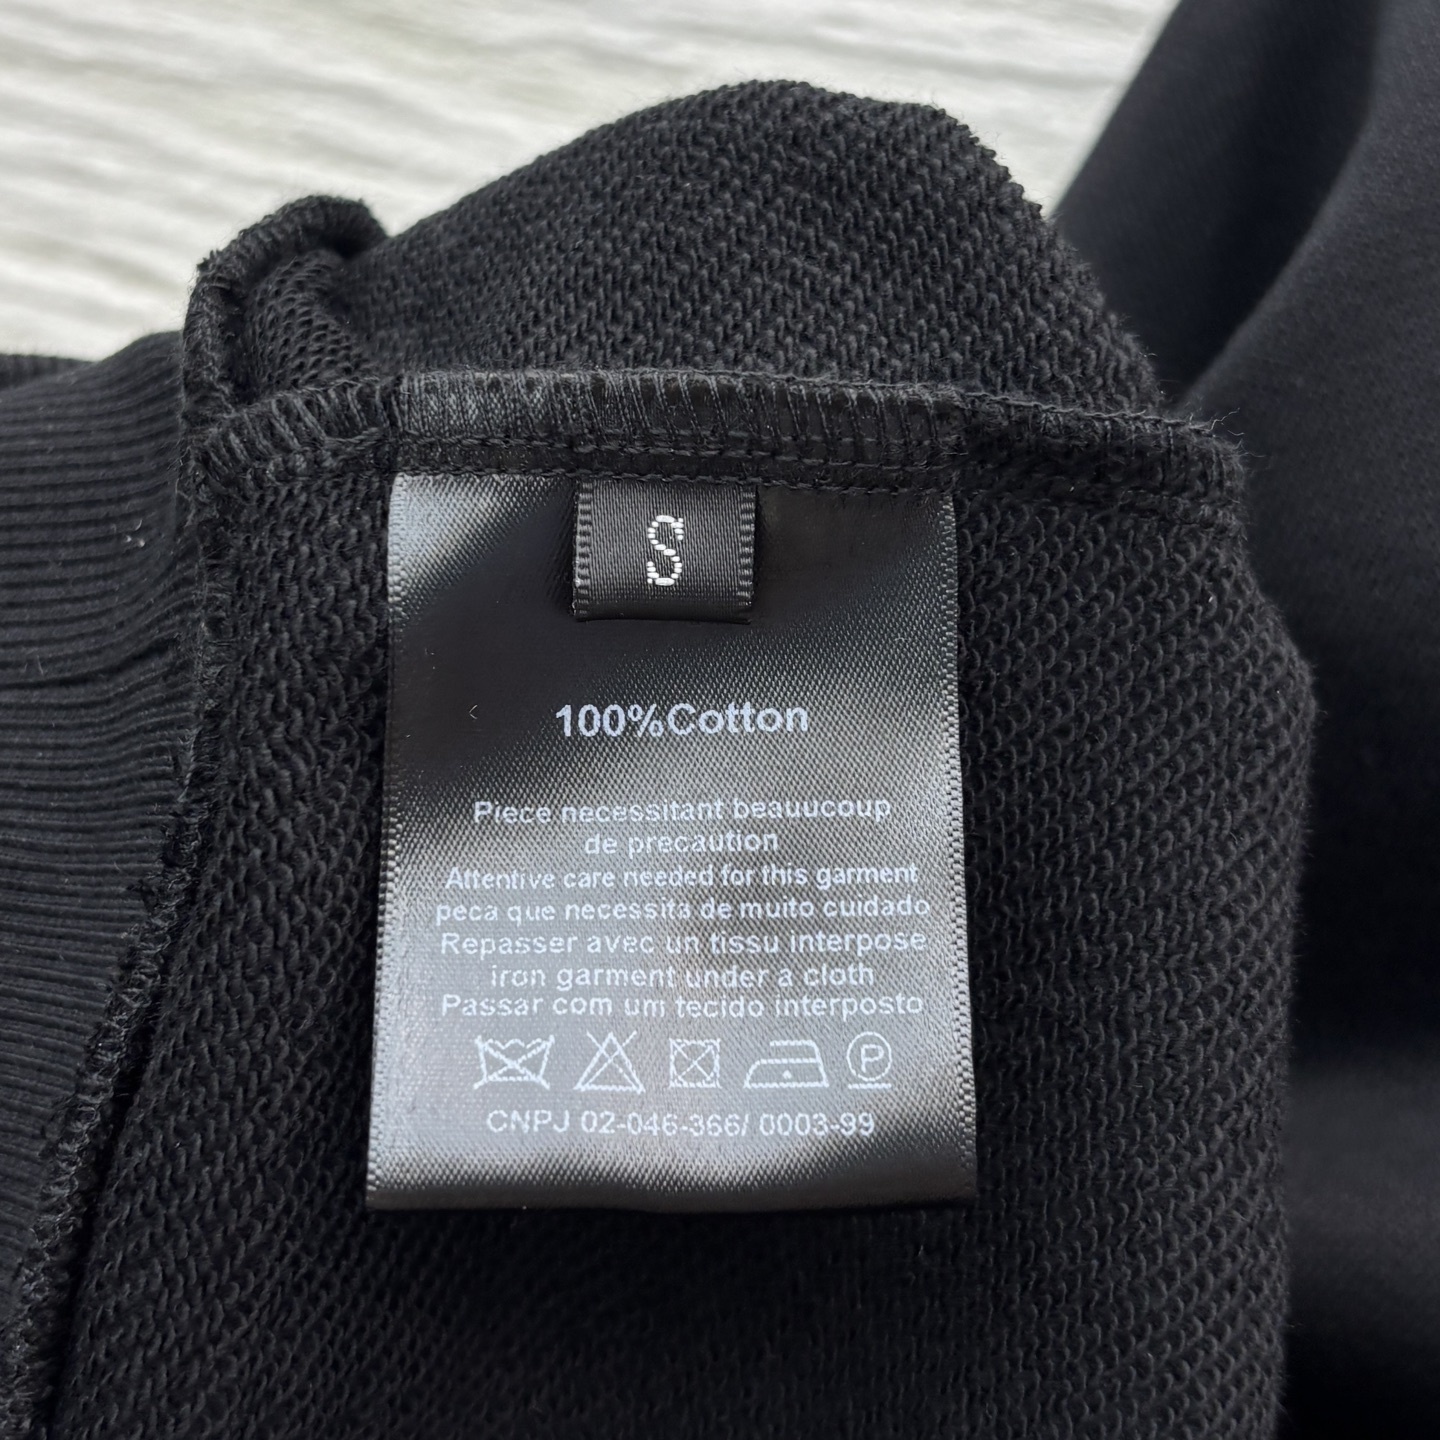 S
100%Cotton
Piece necessitant beauucoup
de precaution
Attentive care needed for this garment
peca que necessita de muito cuidado
Repasser avec un tissu interpose
iron garment under a cloth
Passar com um tecido interposto
P
CNPJ 02-046-366/ 0003-99